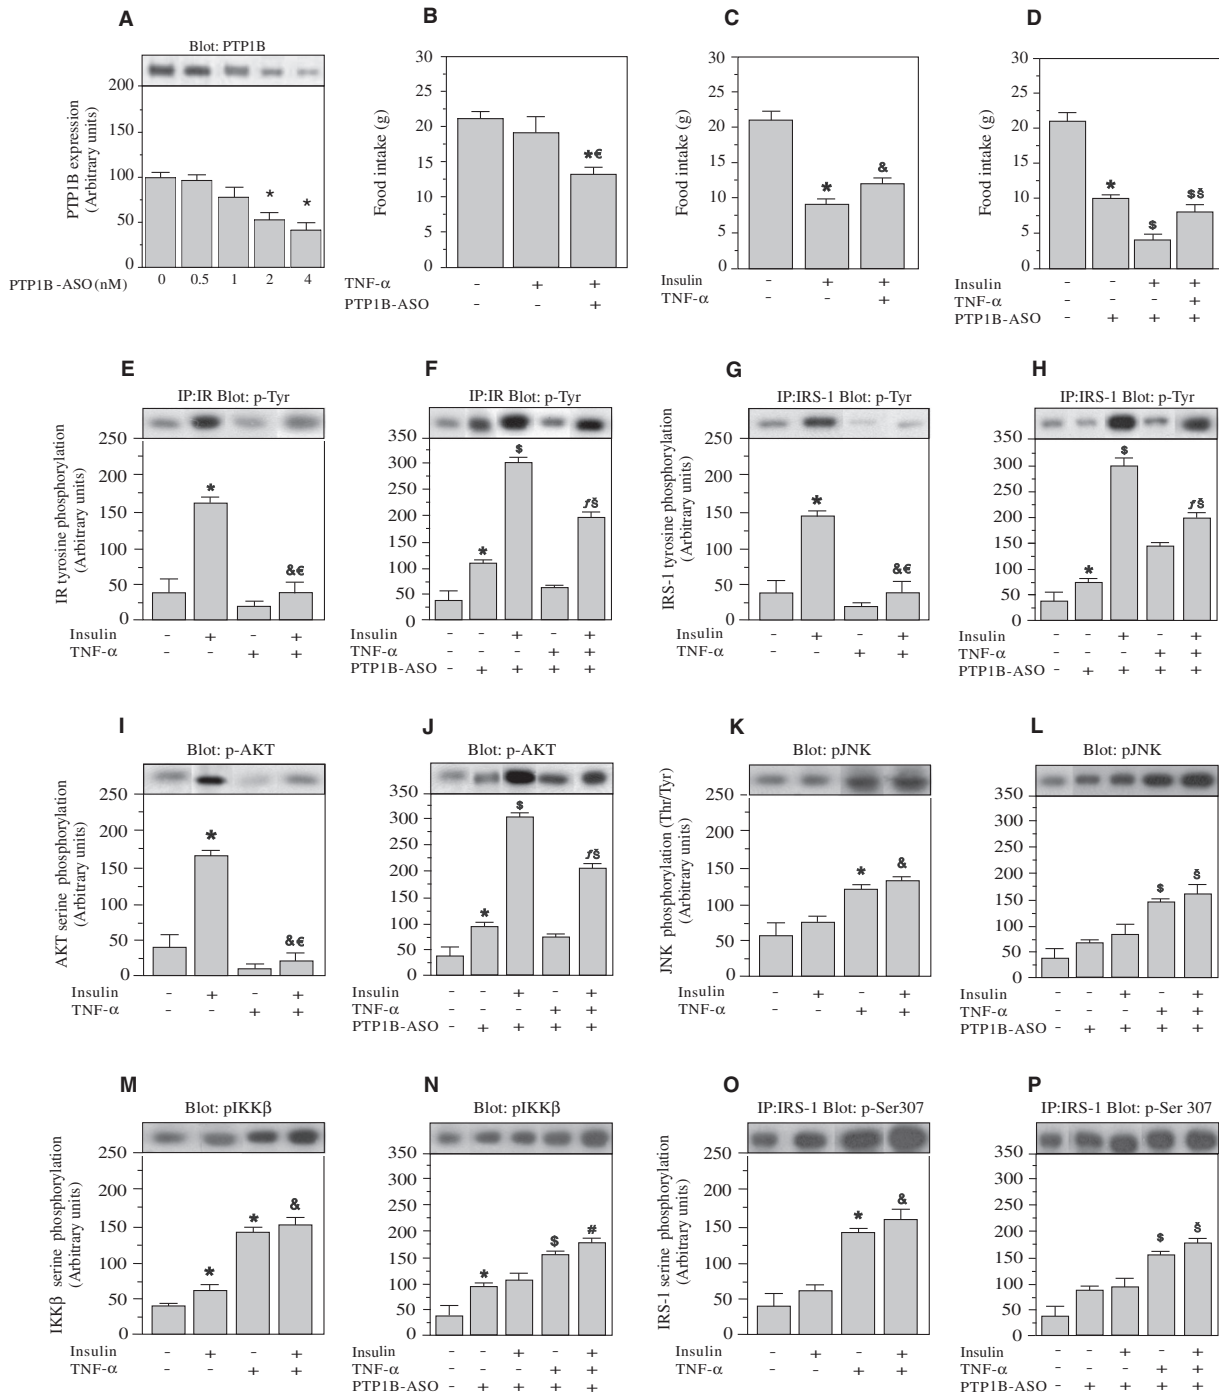 A
Blot: PTP1B
PTP1B expression
(Arbitrary units)
200
150
100
50
0
* *
PTP1B -ASO (nM) 0 0.5 1 2 4
B
Food intake (g)
30
25
20
15
10
5
0
*€
TNF-α - + +
PTP1B-ASO - - +
C
Food intake (g)
30
25
20
15
10
5
0
* &
Insulin - + +
TNF-α - - +
D
Food intake (g)
30
25
20
15
10
5
0
* $ $š
Insulin - - + +
TNF-α - - - +
PTP1B-ASO - + + +
E
IP:IR Blot: p-Tyr
IR tyrosine phosphorylation
(Arbitrary units)
250
200
150
100
50
0
* &€
Insulin - + - +
TNF-α - - + +
F
IP:IR Blot: p-Tyr
350
300
250
200
150
100
50
0
* $ ƒš
Insulin - - + - +
TNF-α - - - + +
PTP1B-ASO - + + + +
G
IP:IRS-1 Blot: p-Tyr
IRS-1 tyrosine phosphorylation
(Arbitrary units)
250
200
150
100
50
0
* &€
Insulin - + - +
TNF-α - - + +
H
IP:IRS-1 Blot: p-Tyr
350
300
250
200
150
100
50
0
* $ ƒš
Insulin - - + - +
TNF-α - - - + +
PTP1B-ASO - + + + +
I
Blot: p-AKT
AKT serine phosphorylation
(Arbitrary units)
250
200
150
100
50
0
* &€
Insulin - + - +
TNF-α - - + +
J
Blot: p-AKT
350
300
250
200
150
100
50
0
* $ ƒš
Insulin - - + - +
TNF-α - - - + +
PTP1B-ASO - + + + +
K
Blot: pJNK
JNK phosphorylation (Thr/Tyr)
(Arbitrary units)
250
200
150
100
50
0
* &
Insulin - + - +
TNF-α - - + +
L
Blot: pJNK
350
300
250
200
150
100
50
0
$ š
Insulin - - + - +
TNF-α - - - + +
PTP1B-ASO - + + + +
M
Blot: pIKKβ
IKKβ serine phosphorylation
(Arbitrary units)
250
200
150
100
50
0
* * &
Insulin - + - +
TNF-α - - + +
N
Blot: pIKKβ
350
300
250
200
150
100
50
0
* $ #
Insulin - - + - +
TNF-α - - - + +
PTP1B-ASO - + + + +
O
IP:IRS-1 Blot: p-Ser307
IRS-1 serine phosphorylation
(Arbitrary units)
250
200
150
100
50
0
* &
Insulin - + - +
TNF-α - - + +
P
IP:IRS-1 Blot: p-Ser 307
350
300
250
200
150
100
50
0
$ š
Insulin - - + - +
TNF-α - - - + +
PTP1B-ASO - + + + +